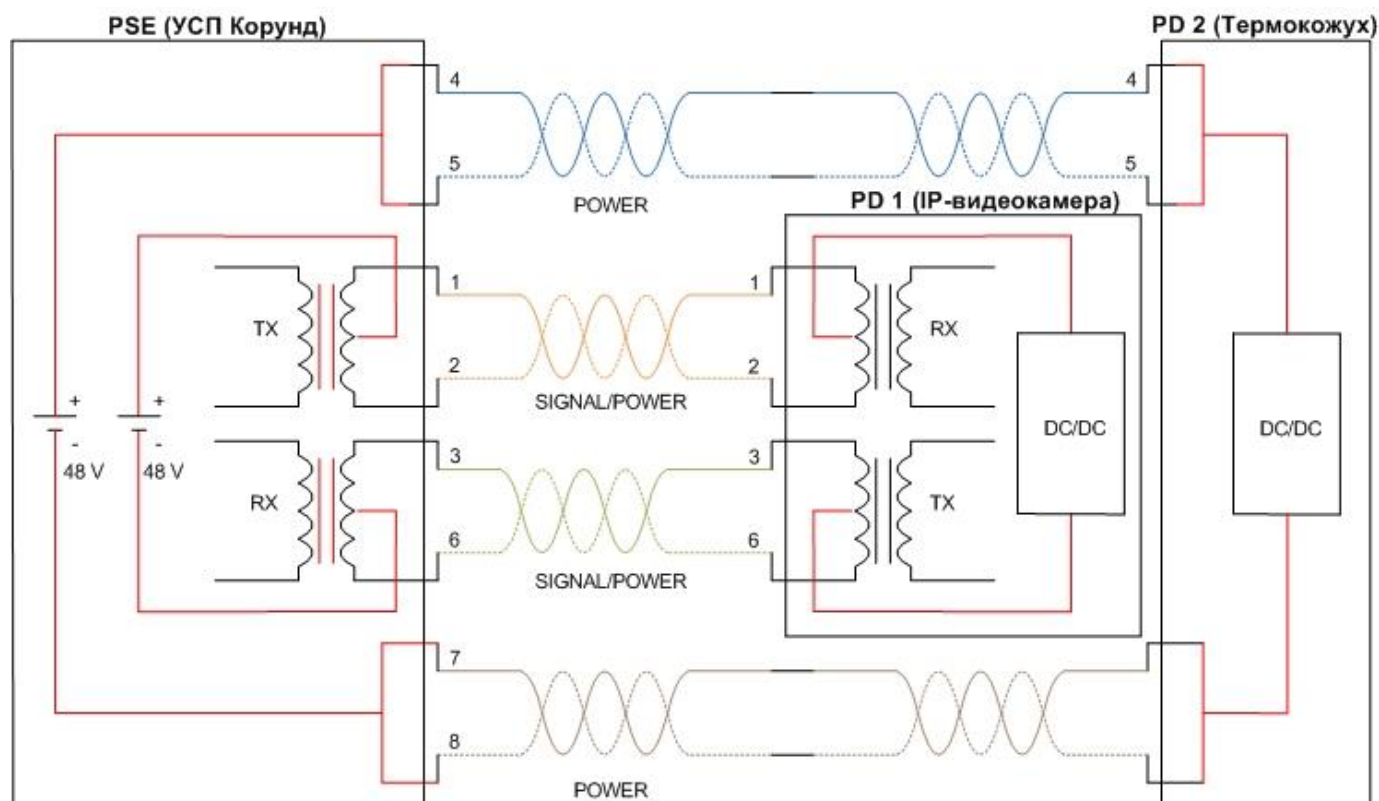 PSE (УСП Корунд)
PD 2 (Термокожух)
4
4
5
5
POWER
PD 1 (IP-видеокамера)
1
1
TX
RX
2
2
SIGNAL/POWER
+
+
DC/DC
DC/DC
-
-
48 V
48 V
3
3
RX
TX
6
6
SIGNAL/POWER
7
8
POWER